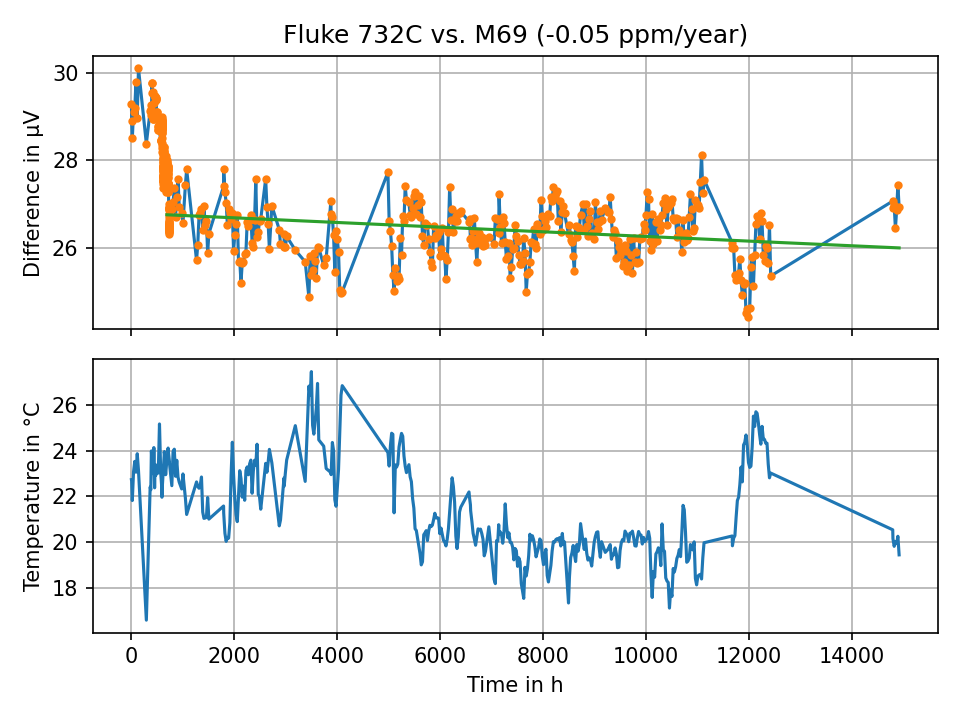 Fluke 732C vs. M69 (-0.05 ppm/year)
Difference in µV
30
28
26
Temperature in °C
26
24
22
20
18
0 2000 4000 6000 8000 10000 12000 14000
Time in h